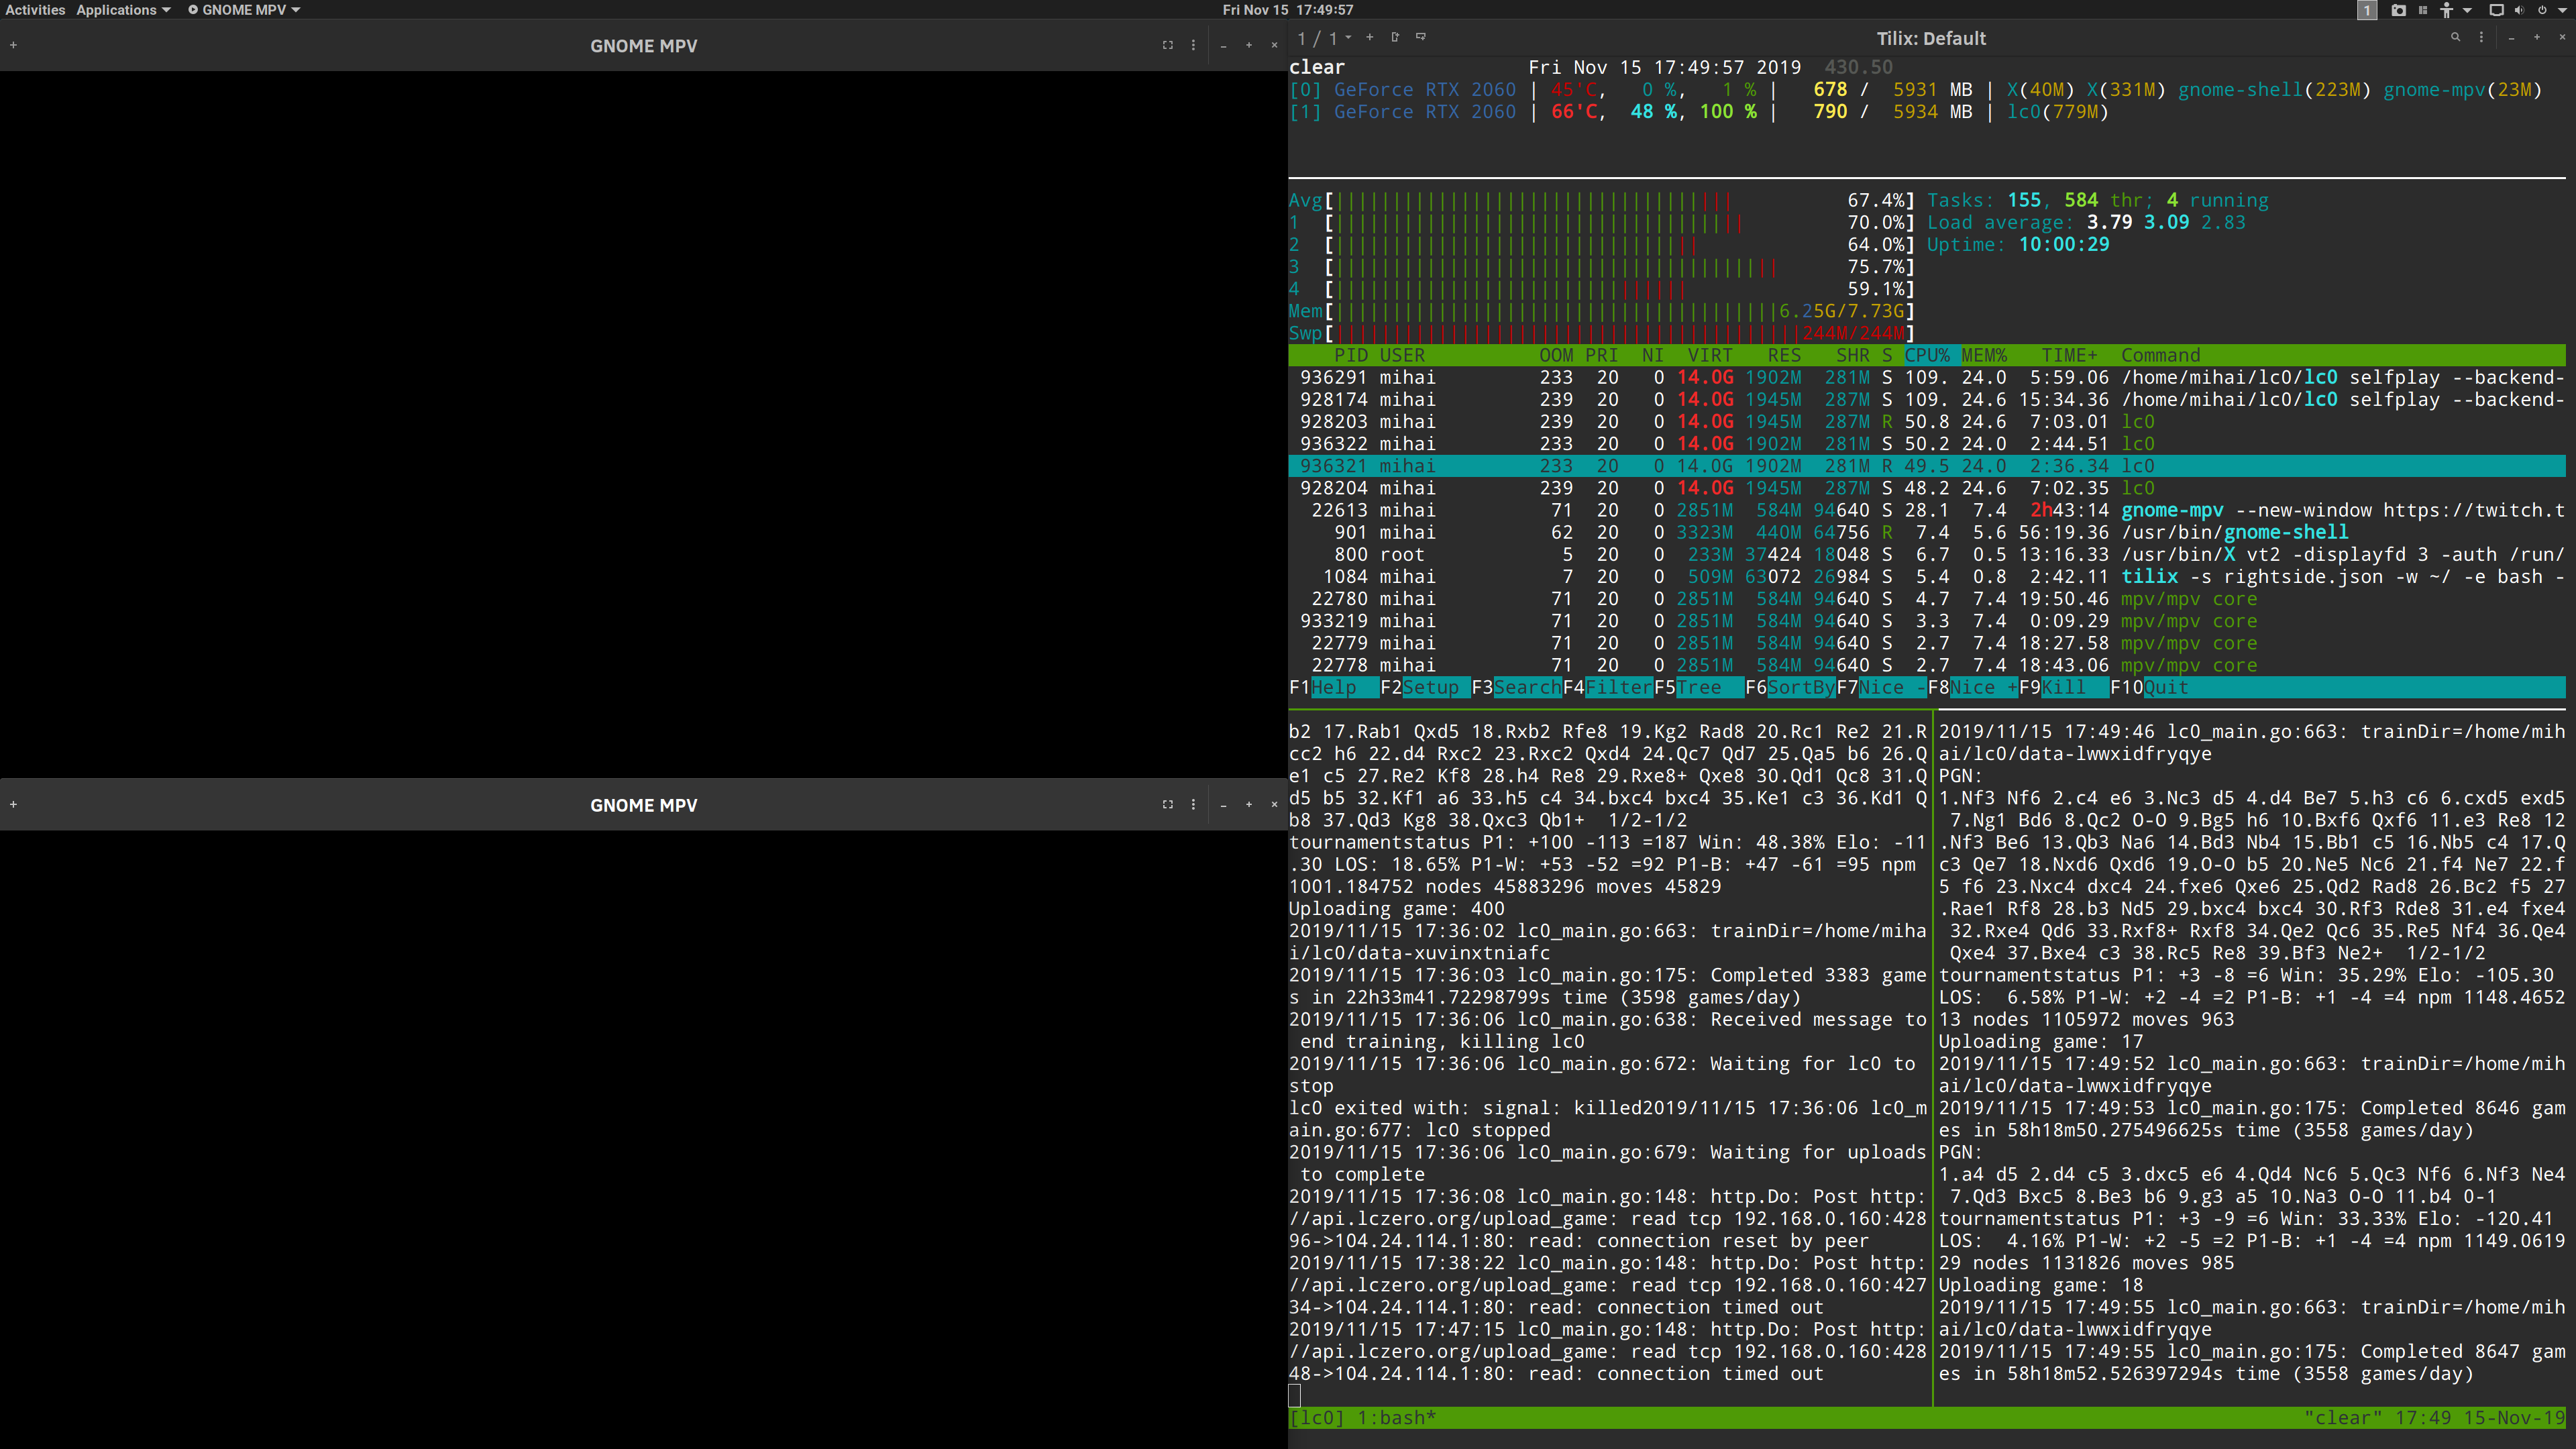 Activities Applications GNOME MPV Fri Nov 15 17:49:57 1
GNOME MPV
1 / 1 Tilix: Default
clear Fri Nov 15 17:49:57 2019 430.50
[0] GeForce RTX 2060 | 45'C, 0 %, 1 % | 678 / 5931 MB | X(40M) X(331M) gnome-shell(223M) gnome-mpv(23M)
[1] GeForce RTX 2060 | 66'C, 48 %, 100 % | 790 / 5934 MB | lc0(779M)
Avg[ 67.4%] Tasks: 155, 584 thr; 4 running
1 [ 70.0%] Load average: 3.79 3.09 2.83
2 [ 64.0%] Uptime: 10:00:29
3 [ 75.7%]
4 [ 59.1%]
Mem[ 6.25G/7.73G]
Swp[ 244M/244M]
PID USER OOM PRI NI VIRT RES SHR S CPU% MEM% TIME+ Command
936291 mihai 233 20 0 14.0G 1902M 281M S 109. 24.0 5:59.06 /home/mihai/lc0/lc0 selfplay --backend-
928174 mihai 239 20 0 14.0G 1945M 287M S 109. 24.6 15:34.36 /home/mihai/lc0/lc0 selfplay --backend-
928203 mihai 239 20 0 14.0G 1945M 287M R 50.8 24.6 7:03.01 lc0
936322 mihai 233 20 0 14.0G 1902M 281M S 50.2 24.0 2:44.51 lc0
936321 mihai 233 20 0 14.0G 1902M 281M R 49.5 24.0 2:36.34 lc0
928204 mihai 239 20 0 14.0G 1945M 287M S 48.2 24.6 7:02.35 lc0
22613 mihai 71 20 0 2851M 584M 94640 S 28.1 7.4 2h43:14 gnome-mpv --new-window https://twitch.t
901 mihai 62 20 0 3323M 440M 64756 R 7.4 5.6 56:19.36 /usr/bin/gnome-shell
800 root 5 20 0 233M 37424 18048 S 6.7 0.5 13:16.33 /usr/bin/X vt2 -displayfd 3 -auth /run/
1084 mihai 7 20 0 509M 63072 26984 S 5.4 0.8 2:42.11 tilix -s rightside.json -w ~/ -e bash -
22780 mihai 71 20 0 2851M 584M 94640 S 4.7 7.4 19:50.46 mpv/mpv core
933219 mihai 71 20 0 2851M 584M 94640 S 3.3 7.4 0:09.29 mpv/mpv core
22779 mihai 71 20 0 2851M 584M 94640 S 2.7 7.4 18:27.58 mpv/mpv core
22778 mihai 71 20 0 2851M 584M 94640 S 2.7 7.4 18:43.06 mpv/mpv core
F1Help F2Setup F3SearchF4FilterF5Tree F6SortByF7Nice -F8Nice +F9Kill F10Quit
GNOME MPV
b2 17.Rab1 Qxd5 18.Rxb2 Rfe8 19.Kg2 Rad8 20.Rc1 Re2 21.R
cc2 h6 22.d4 Rxc2 23.Rxc2 Qxd4 24.Qc7 Qd7 25.Qa5 b6 26.Q
e1 c5 27.Re2 Kf8 28.h4 Re8 29.Rxe8+ Qxe8 30.Qd1 Qc8 31.Q
d5 b5 32.Kf1 a6 33.h5 c4 34.bxc4 bxc4 35.Ke1 c3 36.Kd1 Q
b8 37.Qd3 Kg8 38.Qxc3 Qb1+ 1/2-1/2
tournamentstatus P1: +100 -113 =187 Win: 48.38% Elo: -11
.30 LOS: 18.65% P1-W: +53 -52 =92 P1-B: +47 -61 =95 npm
1001.184752 nodes 45883296 moves 45829
Uploading game: 400
2019/11/15 17:36:02 lc0_main.go:663: trainDir=/home/miha
i/lc0/data-xuvinxtniafc
2019/11/15 17:36:03 lc0_main.go:175: Completed 3383 game
s in 22h33m41.72298799s time (3598 games/day)
2019/11/15 17:36:06 lc0_main.go:638: Received message to
end training, killing lc0
2019/11/15 17:36:06 lc0_main.go:672: Waiting for lc0 to
stop
lc0 exited with: signal: killed2019/11/15 17:36:06 lc0_m
ain.go:677: lc0 stopped
2019/11/15 17:36:06 lc0_main.go:679: Waiting for uploads
to complete
2019/11/15 17:36:08 lc0_main.go:148: http.Do: Post http:
//api.lczero.org/upload_game: read tcp 192.168.0.160:428
96->104.24.114.1:80: read: connection reset by peer
2019/11/15 17:38:22 lc0_main.go:148: http.Do: Post http:
//api.lczero.org/upload_game: read tcp 192.168.0.160:427
34->104.24.114.1:80: read: connection timed out
2019/11/15 17:47:15 lc0_main.go:148: http.Do: Post http:
//api.lczero.org/upload_game: read tcp 192.168.0.160:428
48->104.24.114.1:80: read: connection timed out
2019/11/15 17:49:46 lc0_main.go:663: trainDir=/home/mih
ai/lc0/data-lwwxidfryqye
PGN:
1.Nf3 Nf6 2.c4 e6 3.Nc3 d5 4.d4 Be7 5.h3 c6 6.cxd5 exd5
7.Ng1 Bd6 8.Qc2 O-O 9.Bg5 h6 10.Bxf6 Qxf6 11.e3 Re8 12
.Nf3 Be6 13.Qb3 Na6 14.Bd3 Nb4 15.Bb1 c5 16.Nb5 c4 17.Q
c3 Qe7 18.Nxd6 Qxd6 19.O-O b5 20.Ne5 Nc6 21.f4 Ne7 22.f
5 f6 23.Nxc4 dxc4 24.fxe6 Qxe6 25.Qd2 Rad8 26.Bc2 f5 27
.Rae1 Rf8 28.b3 Nd5 29.bxc4 bxc4 30.Rf3 Rde8 31.e4 fxe4
32.Rxe4 Qd6 33.Rxf8+ Rxf8 34.Qe2 Qc6 35.Re5 Nf4 36.Qe4
Qxe4 37.Bxe4 c3 38.Rc5 Re8 39.Bf3 Ne2+ 1/2-1/2
tournamentstatus P1: +3 -8 =6 Win: 35.29% Elo: -105.30
LOS: 6.58% P1-W: +2 -4 =2 P1-B: +1 -4 =4 npm 1148.4652
13 nodes 1105972 moves 963
Uploading game: 17
2019/11/15 17:49:52 lc0_main.go:663: trainDir=/home/mih
ai/lc0/data-lwwxidfryqye
2019/11/15 17:49:53 lc0_main.go:175: Completed 8646 gam
es in 58h18m50.275496625s time (3558 games/day)
PGN:
1.a4 d5 2.d4 c5 3.dxc5 e6 4.Qd4 Nc6 5.Qc3 Nf6 6.Nf3 Ne4
7.Qd3 Bxc5 8.Be3 b6 9.g3 a5 10.Na3 O-O 11.b4 0-1
tournamentstatus P1: +3 -9 =6 Win: 33.33% Elo: -120.41
LOS: 4.16% P1-W: +2 -5 =2 P1-B: +1 -4 =4 npm 1149.0619
29 nodes 1131826 moves 985
Uploading game: 18
2019/11/15 17:49:55 lc0_main.go:663: trainDir=/home/mih
ai/lc0/data-lwwxidfryqye
2019/11/15 17:49:55 lc0_main.go:175: Completed 8647 gam
es in 58h18m52.526397294s time (3558 games/day)
[lc0] 1:bash* "clear" 17:49 15-Nov-19